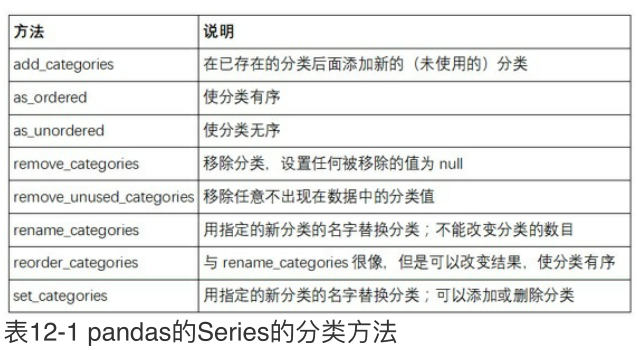 方法 说明
add_categories 在已存在的分类后面添加新的（未使用的）分类
as_ordered 使分类有序
as_unordered 使分类无序
remove_categories 移除分类，设置任何被移除的值为 null
remove_unused_categories 移除任意不出现在数据中的分类值
rename_categories 用指定的新分类的名字替换分类；不能改变分类的数目
reorder_categories 与 rename_categories 很像，但是可以改变结果，使分类有序
set_categories 用指定的新分类的名字替换分类；可以添加或删除分类
表12-1 pandas的Series的分类方法